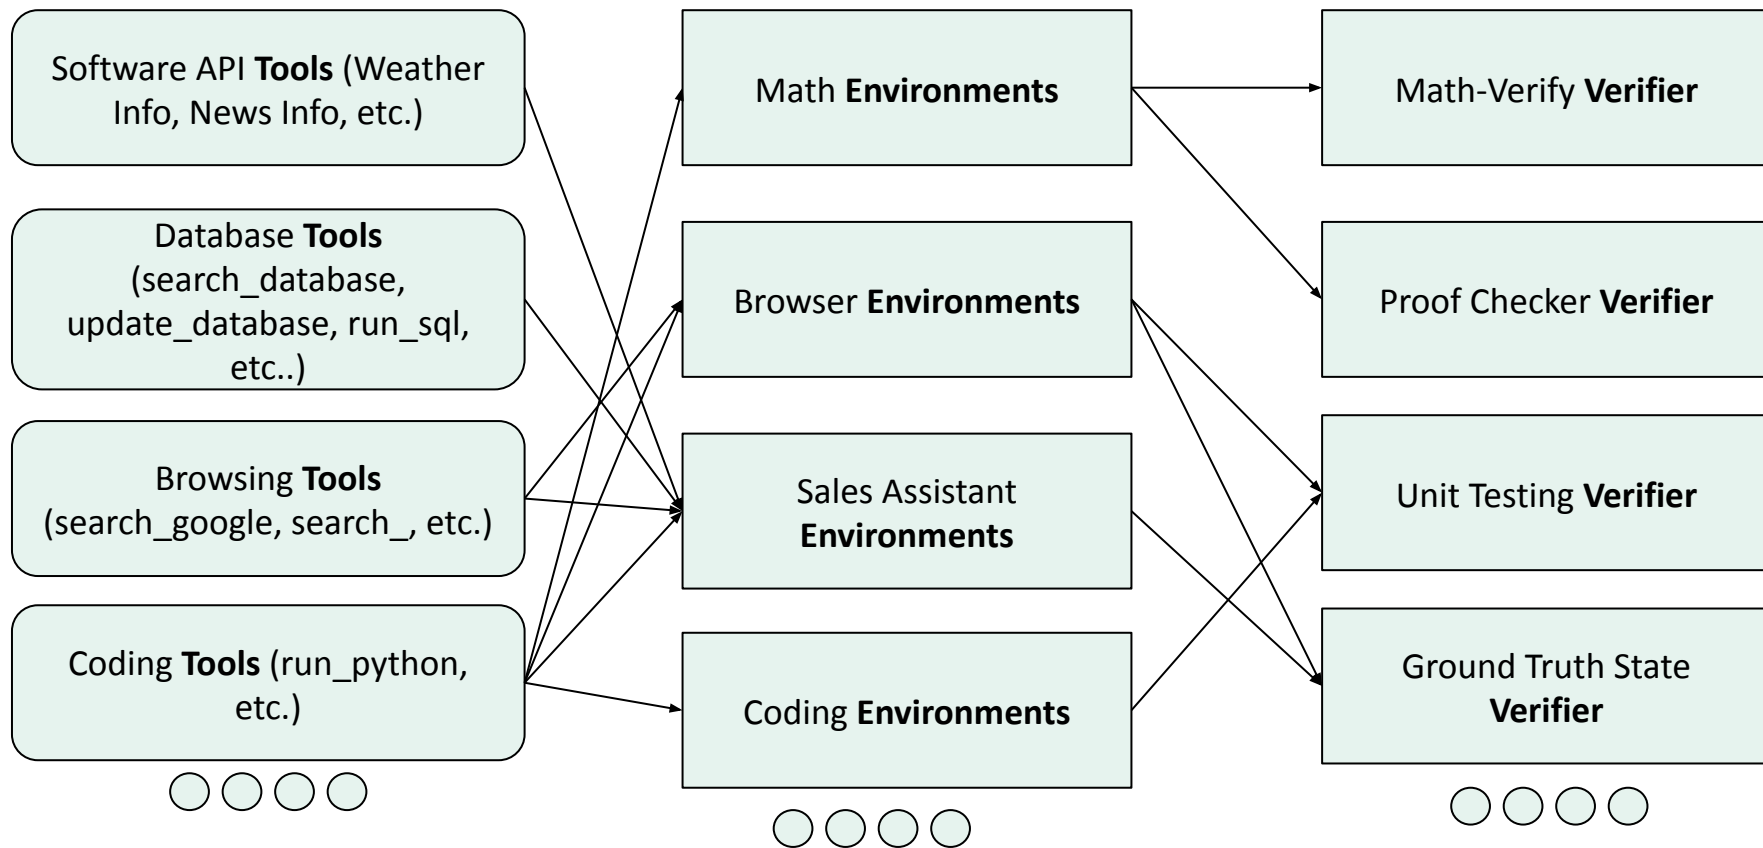 Software API Tools (Weather
Info, News Info, etc.)
Database Tools
(search_database,
update_database, run_sql,
etc..)
Browsing Tools
(search_google, search_, etc.)
Coding Tools (run_python,
etc.)
Math Environments
Browser Environments
Sales Assistant
Environments
Coding Environments
Math-Verify Verifier
Proof Checker Verifier
Unit Testing Verifier
Ground Truth State
Verifier